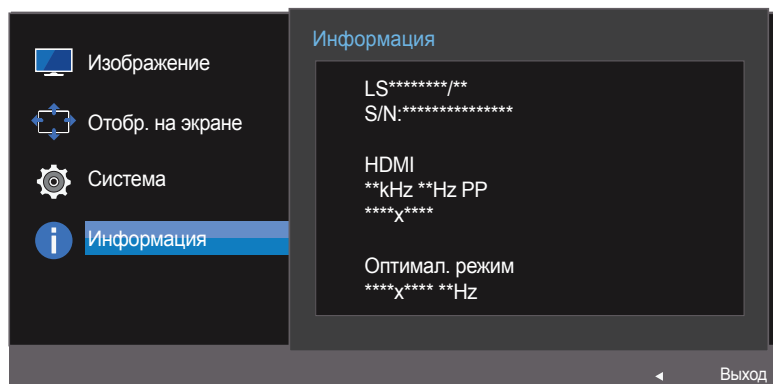 Изображение
Отобр. на экране
Система
Информация
Информация
LS********/**
S/N:***************
HDMI
**kHz **Hz PP
****x****
Оптимал. режим
****x**** **Hz
Выход